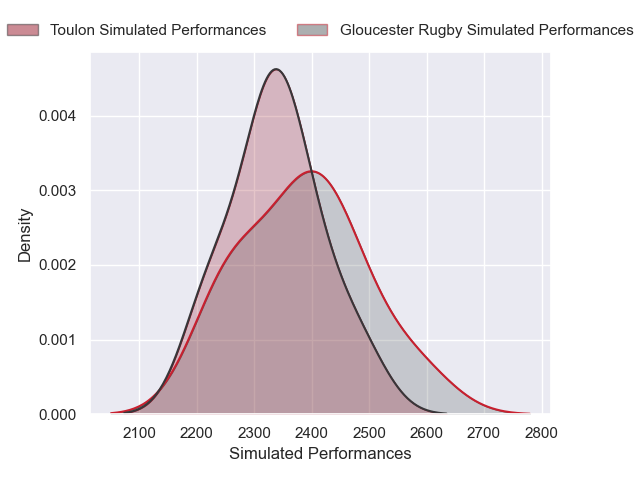 Toulon Simulated Performances
Gloucester Rugby Simulated Performances
Density
0.004
0.003
0.002
0.001
0.000
2100 2200 2300 2400 2500 2600 2700 2800
Simulated Performances